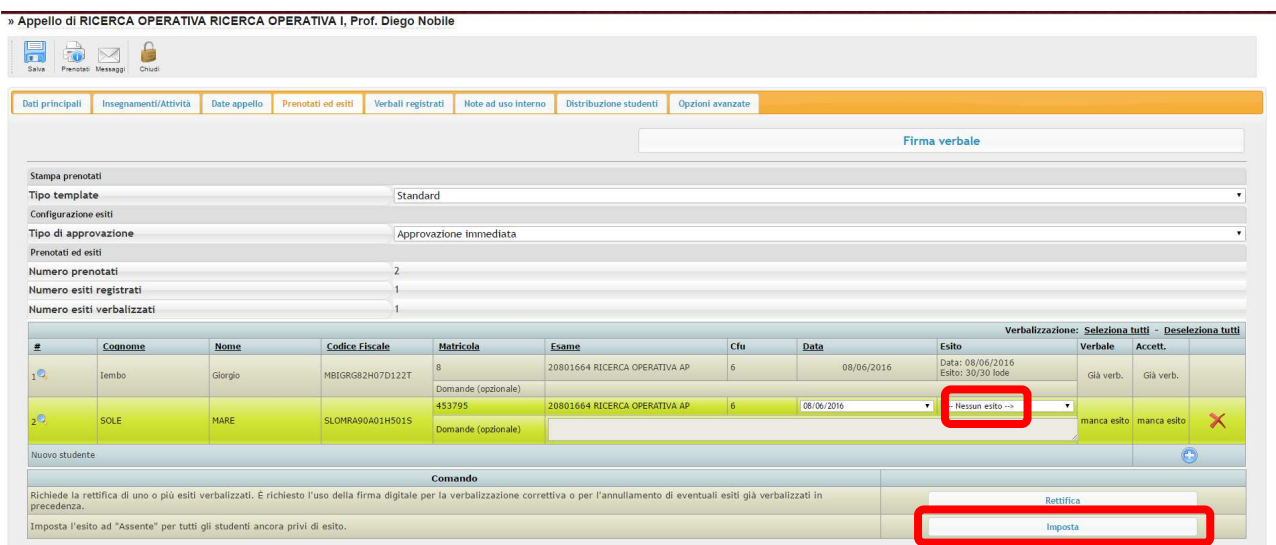 » Appello di RICERCA OPERATIVA RICERCA OPERATIVA I, Prof. Diego Nobile
Salva Prenotati Messaggi Chiudi
Dati principali Insegnamenti/Attività Date appello Prenotati ed esiti Verbali registrati Note ad uso interno Distribuzione studenti Opzioni avanzate
Firma verbale
Stampa prenotati
Tipo template Standard
Configurazione esiti
Tipo di approvazione Approvazione immediata
Prenotati ed esiti
Numero prenotati 2
Numero esiti registrati 1
Numero esiti verbalizzati 1
Verbalizzazione: Seleziona tutti - Deseleziona tutti
# Cognome Nome Codice Fiscale Matricola Esame Cfu Data Esito Verbale Accett.
1 Iembo Giorgio MBIGRG82H07D122T 8 20801664 RICERCA OPERATIVA AP 6 08/06/2016 Data: 08/06/2016 Già verb. Già verb.
Esito: 30/30 lode
Domande (opzionale)
2 SOLE MARE SLOMRA90A01H501S 453795 20801664 RICERCA OPERATIVA AP 6 08/06/2016 -- Nessun esito --> manca esito manca esito
Domande (opzionale)
Nuovo studente
Comando
Richiede la rettifica di uno o più esiti verbalizzati. È richiesto l'uso della firma digitale per la verbalizzazione correttiva o per l'annullamento di eventuali esiti già verbalizzati in
precedenza.
Rettifica
Imposta l'esito ad "Assente" per tutti gli studenti ancora privi di esito.
Imposta